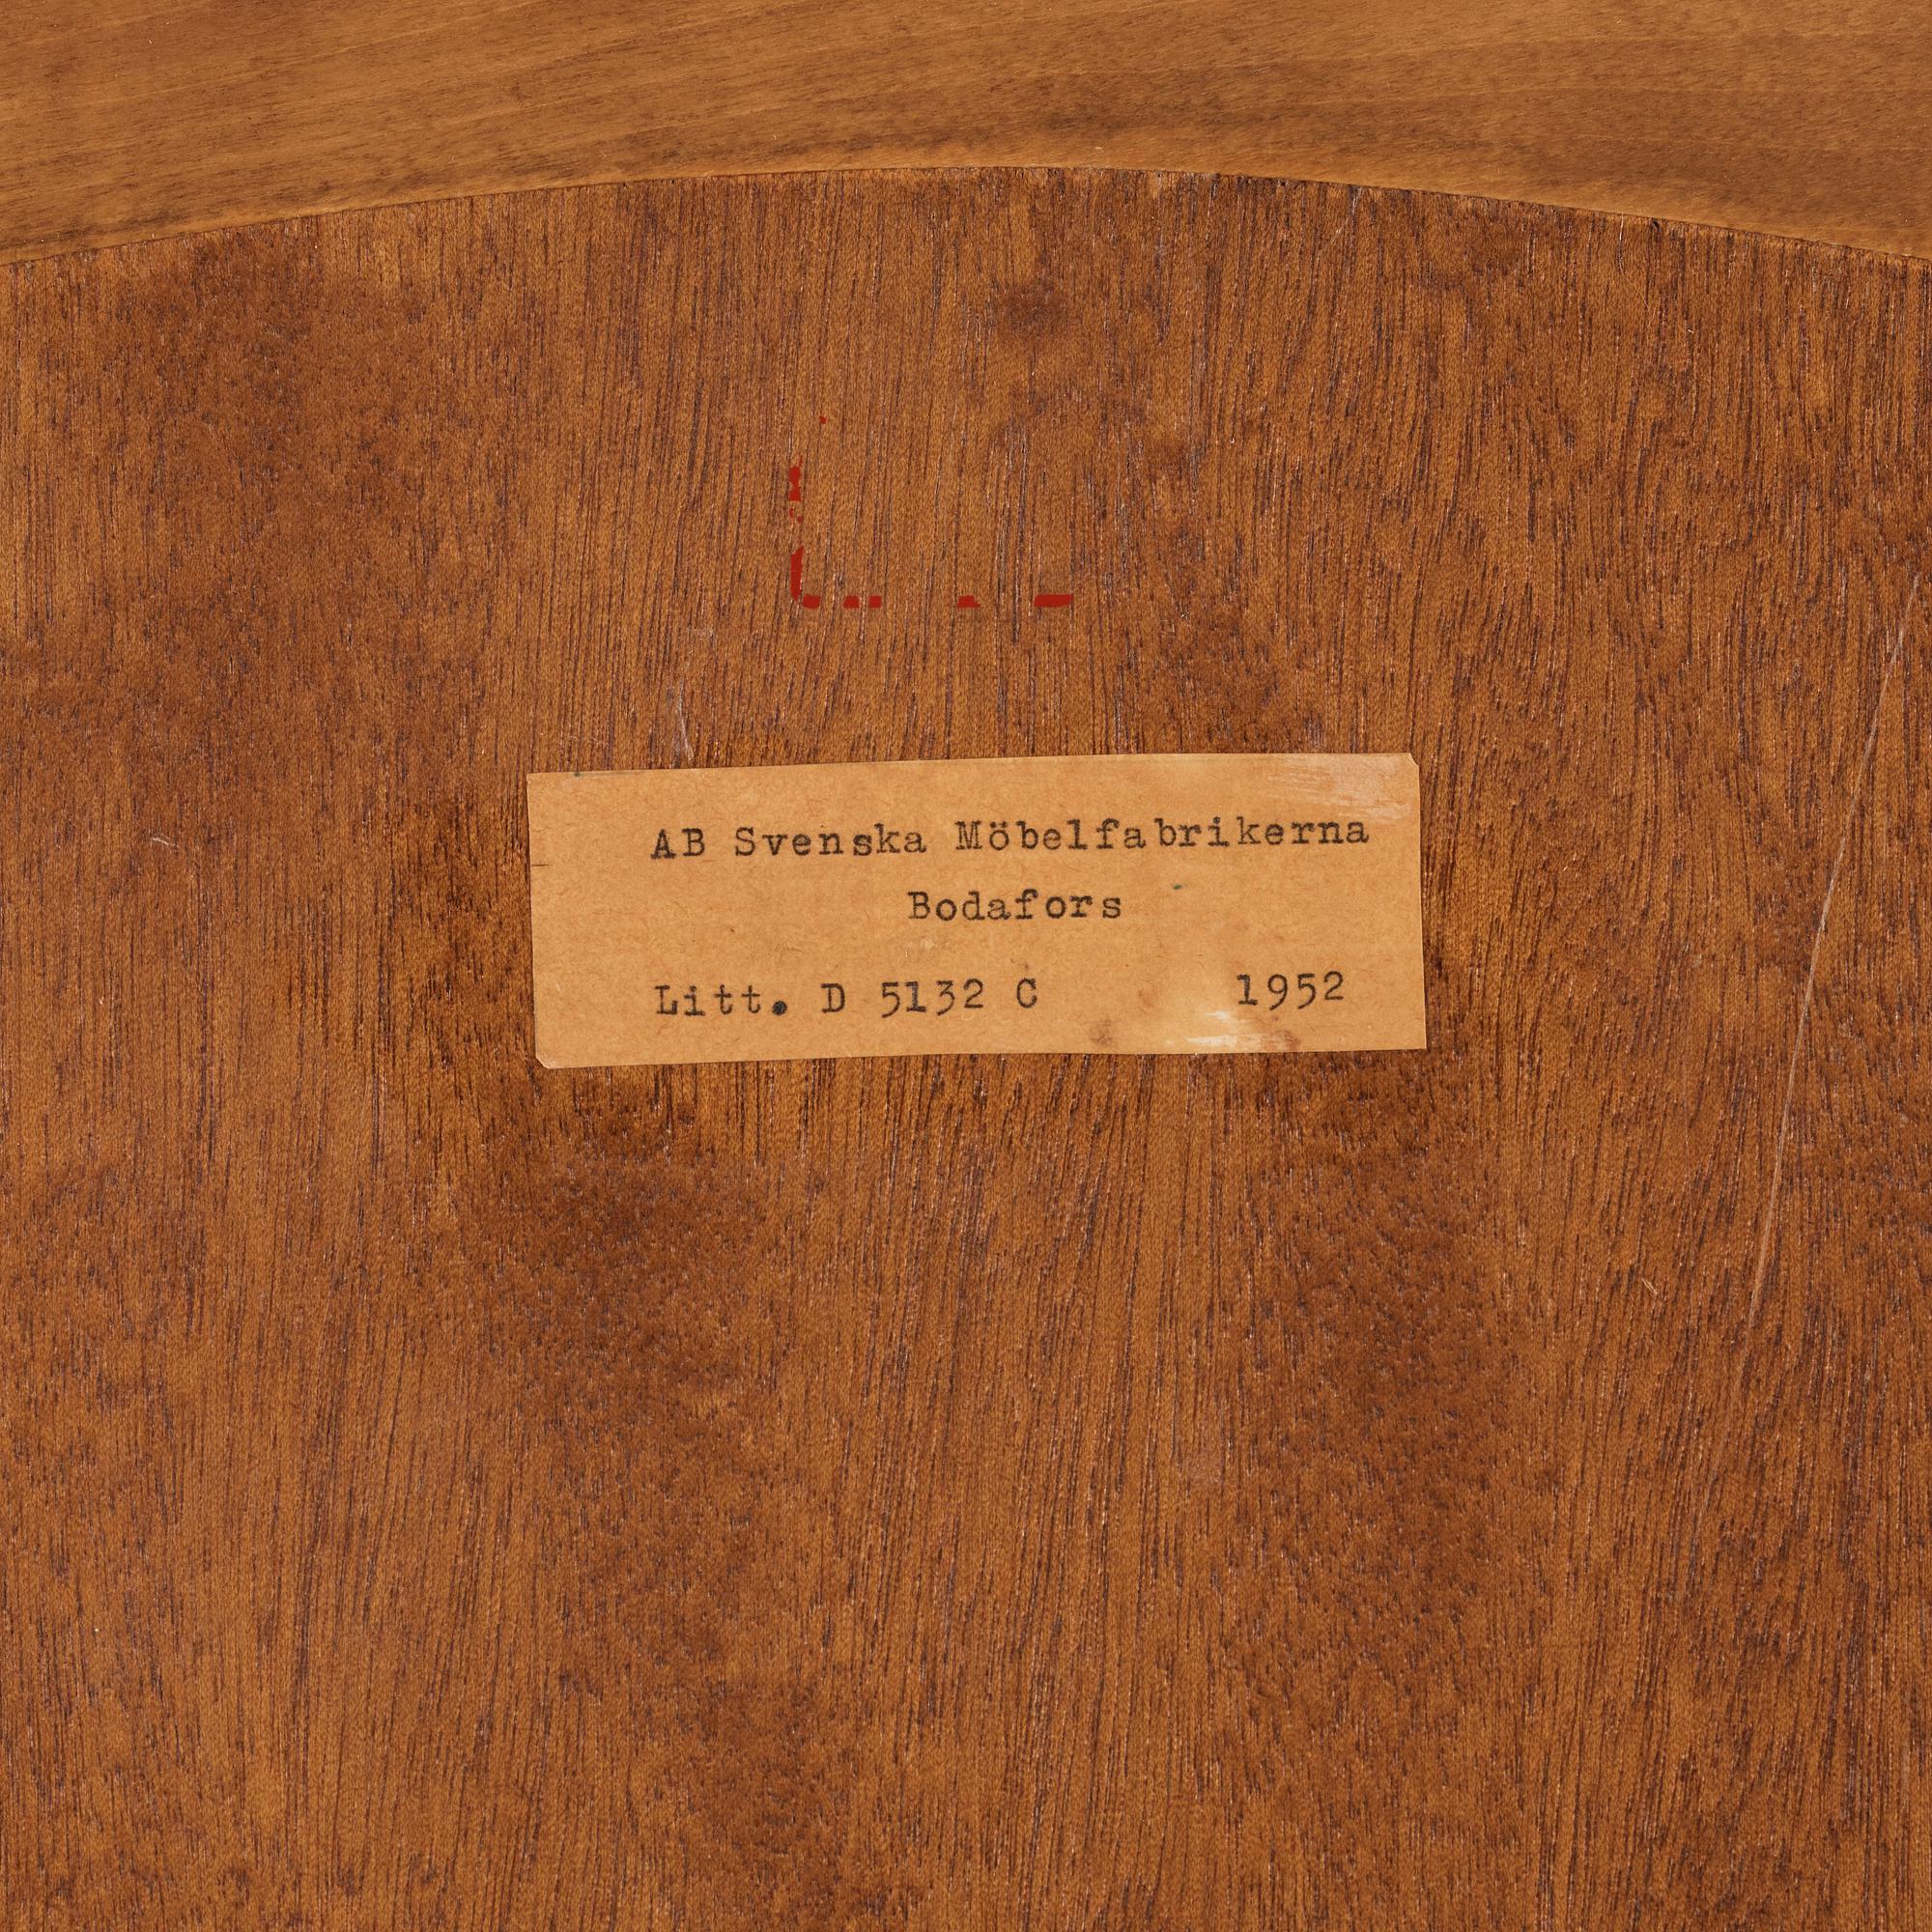 AB Svenska Möbelfabrikerna
Bodafors
Litt. D 5132 C 1952